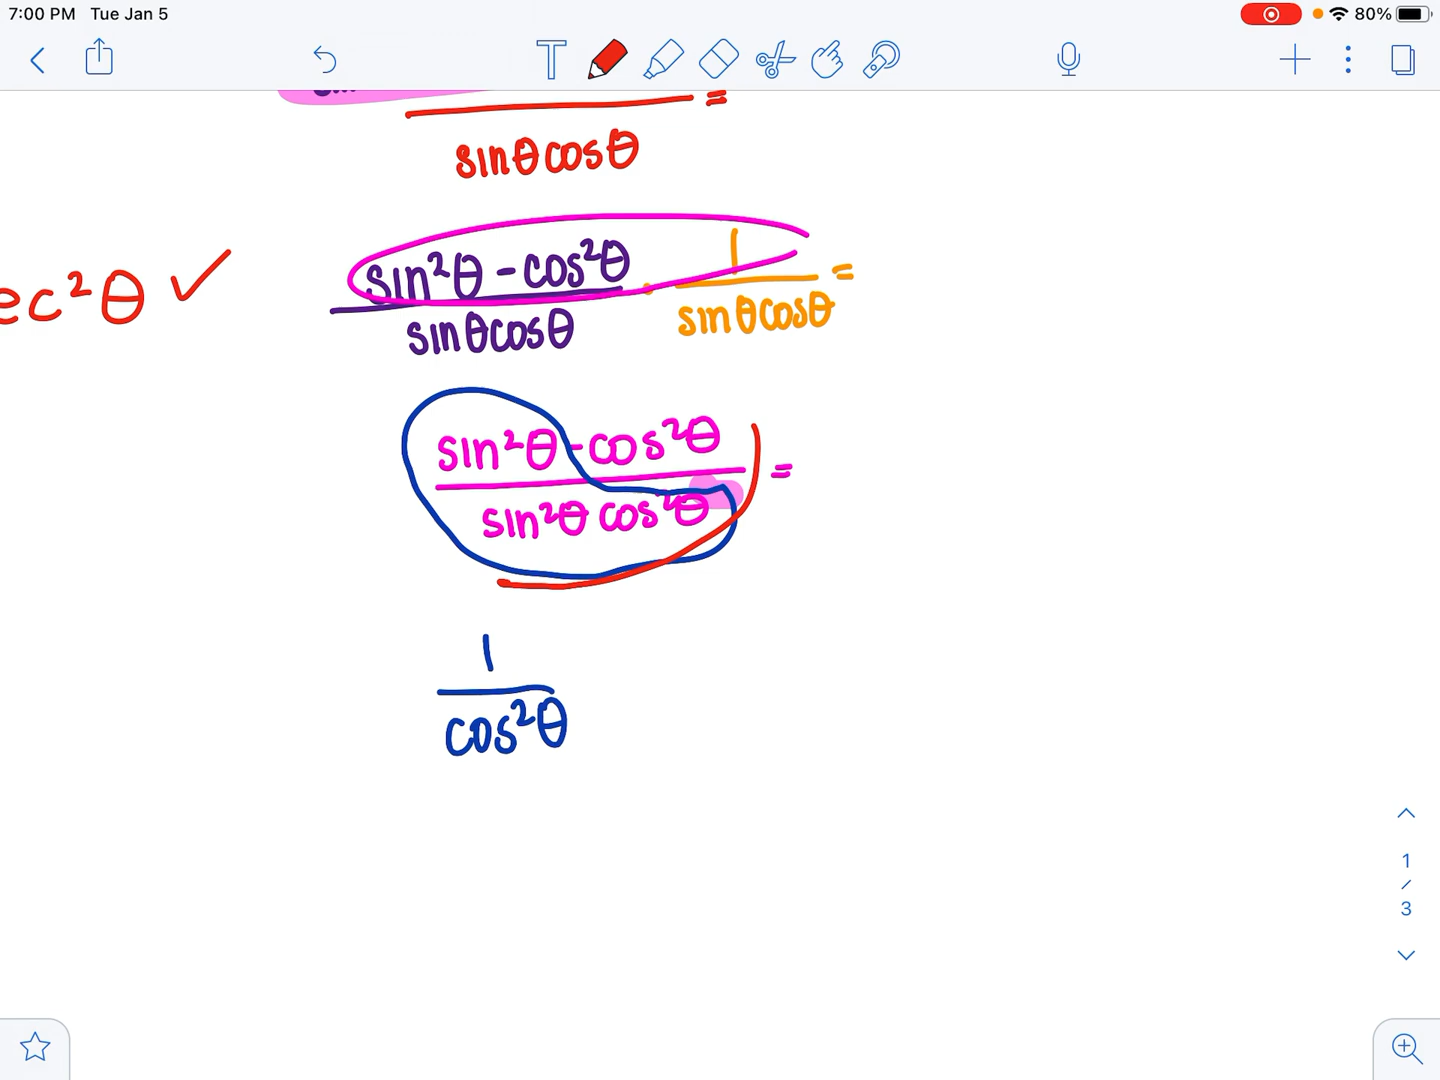 7:00 PM Tue Jan 5 80%
T
=
sinθcosθ
ec²θ ✓
sin²θ - cos²θ / sinθcosθ · 1 / sinθcosθ =
sin²θ - cos²θ / sin²θ cos²θ =
1 / cos²θ
1
/
3